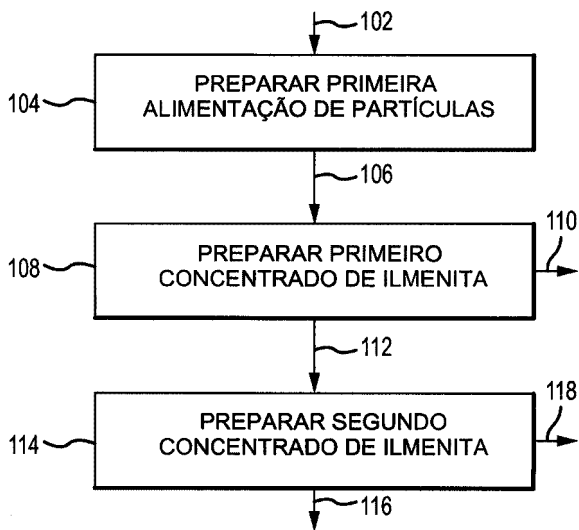 102
PREPARAR PRIMEIRA
ALIMENTAÇÃO DE PARTÍCULAS
104
106
PREPARAR PRIMEIRO
CONCENTRADO DE ILMENITA
108
110
112
PREPARAR SEGUNDO
CONCENTRADO DE ILMENITA
114
118
116